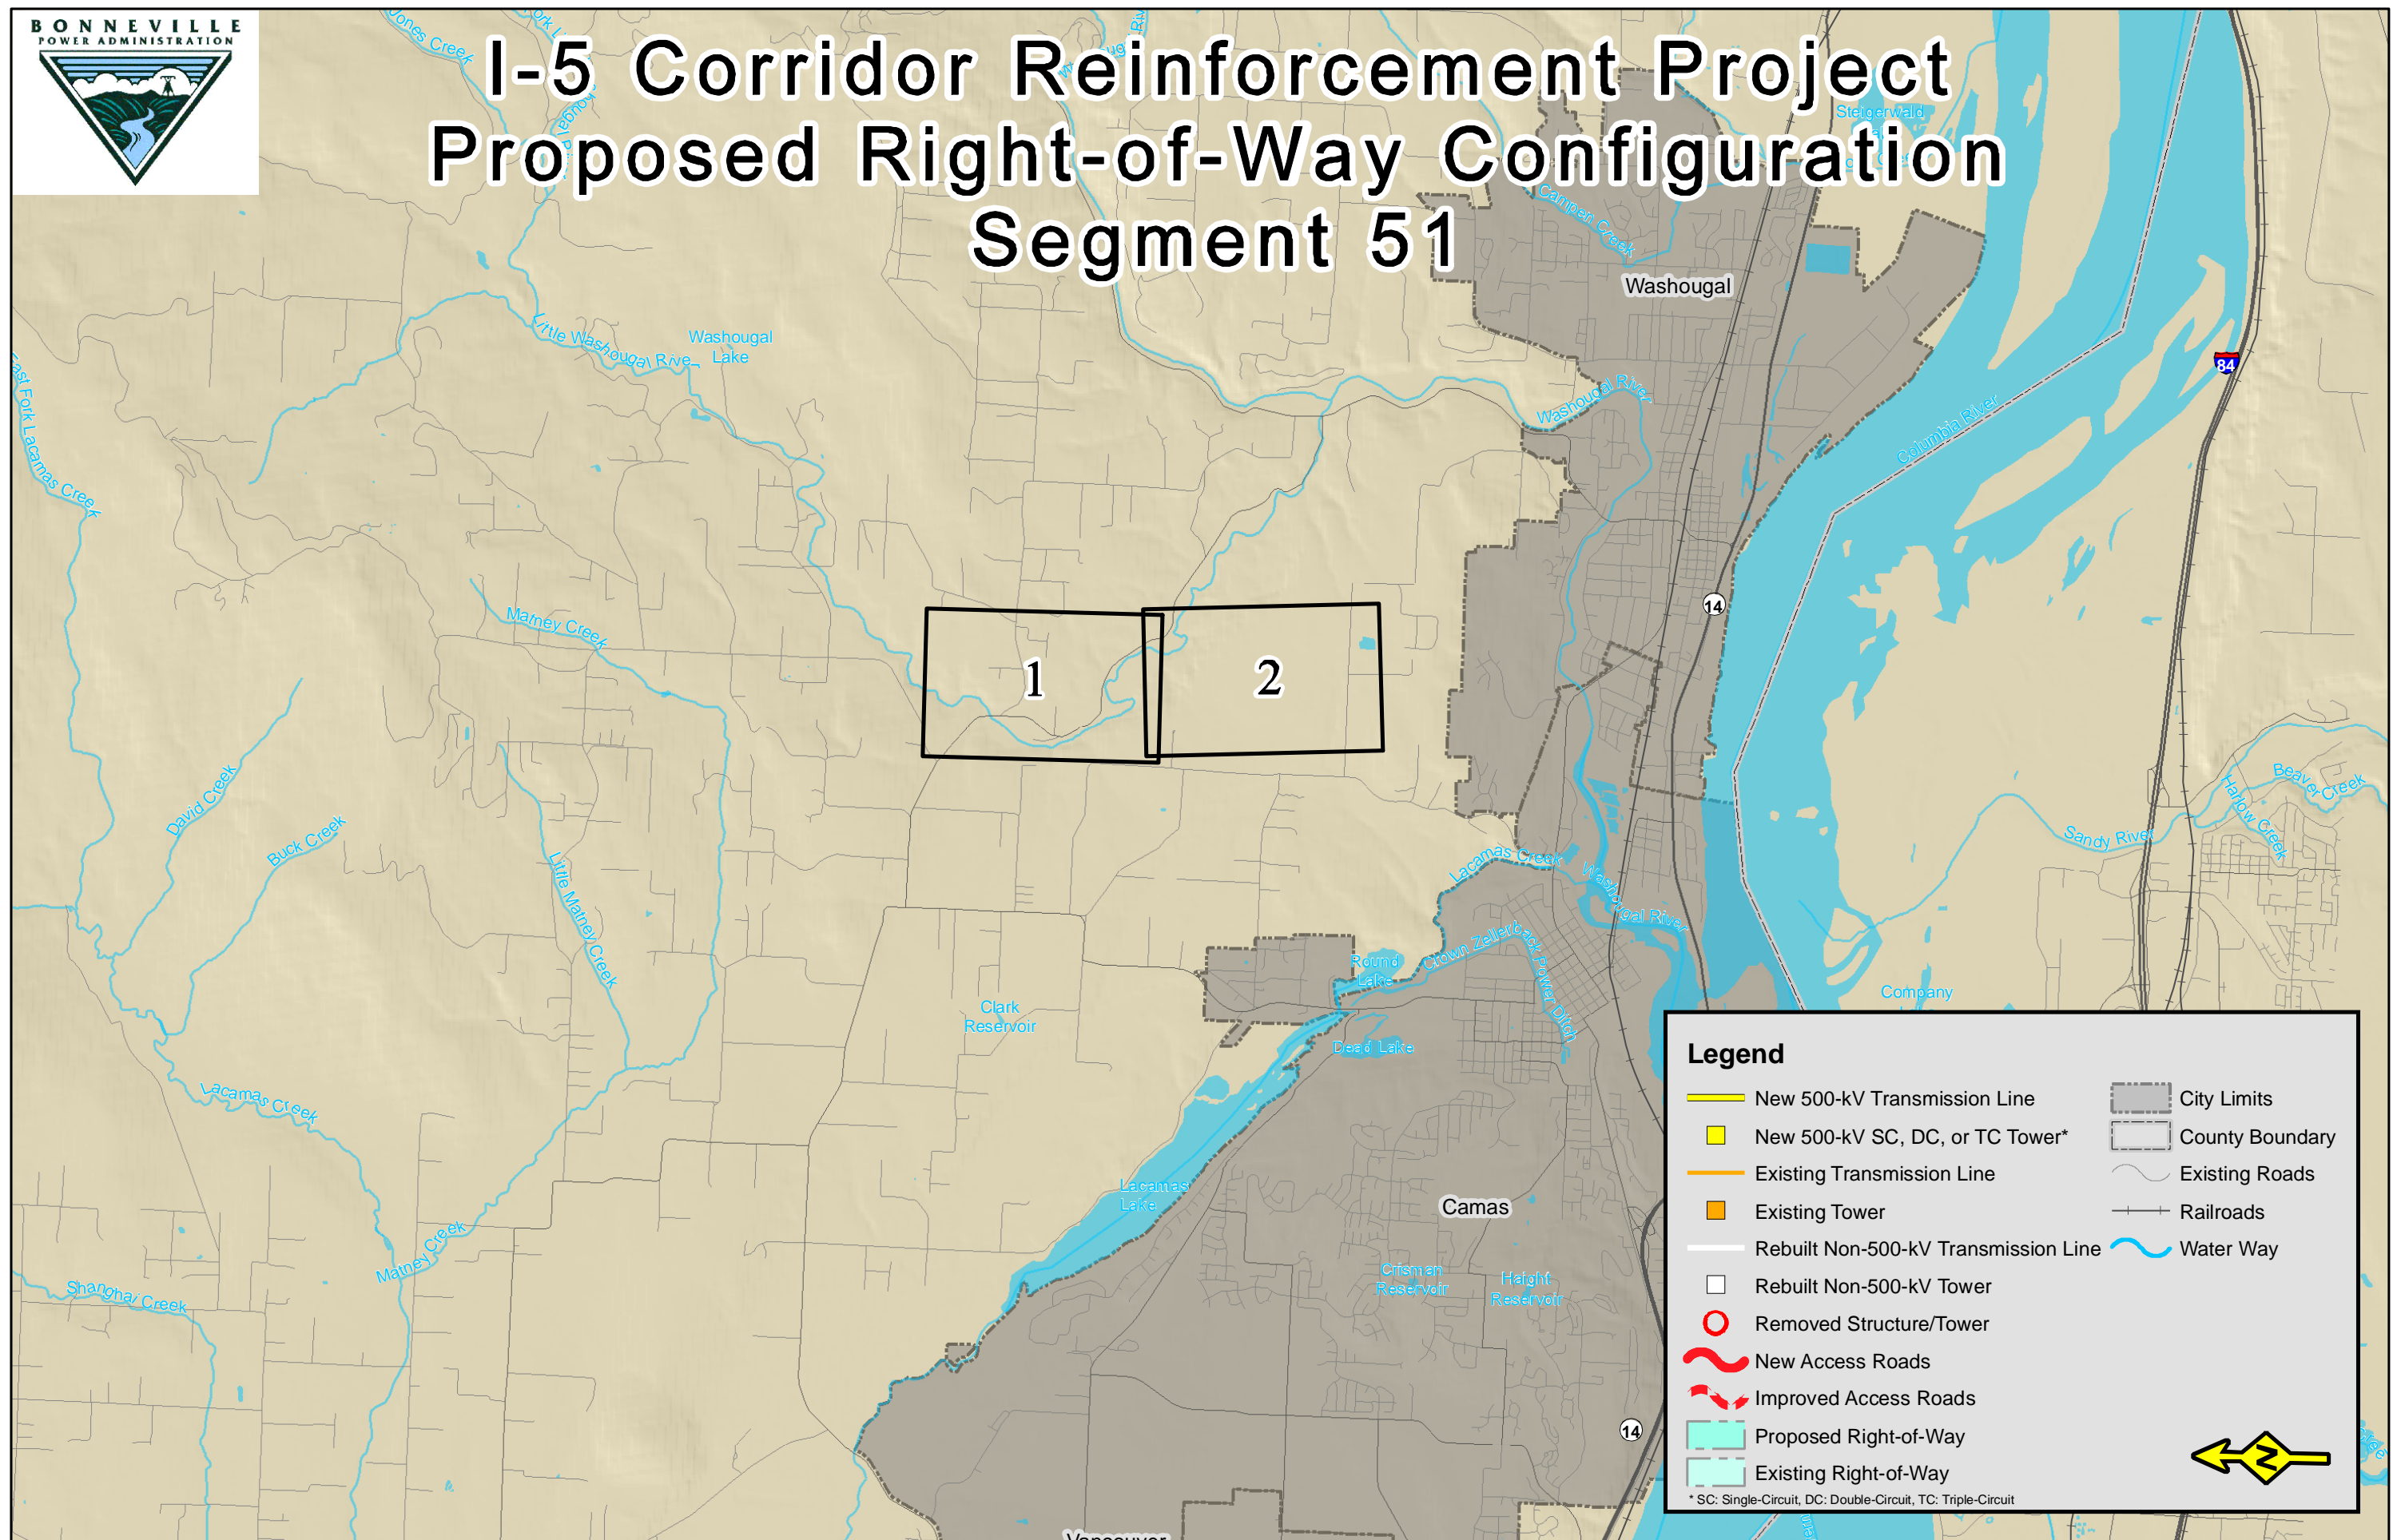 BONNEVILLE
POWER ADMINISTRATION
I-5 Corridor Reinforcement Project
Proposed Right-of-Way Configuration
Segment 51
Jones Creek
Steigerwald
Campen Creek
Washougal
Little Washougal River
Washougal
Lake
84
East Fork Lacamas Creek
Washougal River
Columbia River
14
Matney Creek
1
2
David Creek
Buck Creek
Little Matney Creek
Beaver Creek
Harlow Creek
Sandy River
Lacamas Creek
Washougal River
Crown Zellerback Power Ditch
Round
Lake
Clark
Reservoir
Dead Lake
Company
Lacamas Creek
Lacamas
Lake
Camas
Matney Creek
Crisman
Reservoir
Haight
Reservoir
Shanghai Creek
14
Vancouver
Legend
New 500-kV Transmission Line
New 500-kV SC, DC, or TC Tower*
Existing Transmission Line
Existing Tower
Rebuilt Non-500-kV Transmission Line
Rebuilt Non-500-kV Tower
Removed Structure/Tower
New Access Roads
Improved Access Roads
Proposed Right-of-Way
Existing Right-of-Way
City Limits
County Boundary
Existing Roads
Railroads
Water Way
* SC: Single-Circuit, DC: Double-Circuit, TC: Triple-Circuit
N